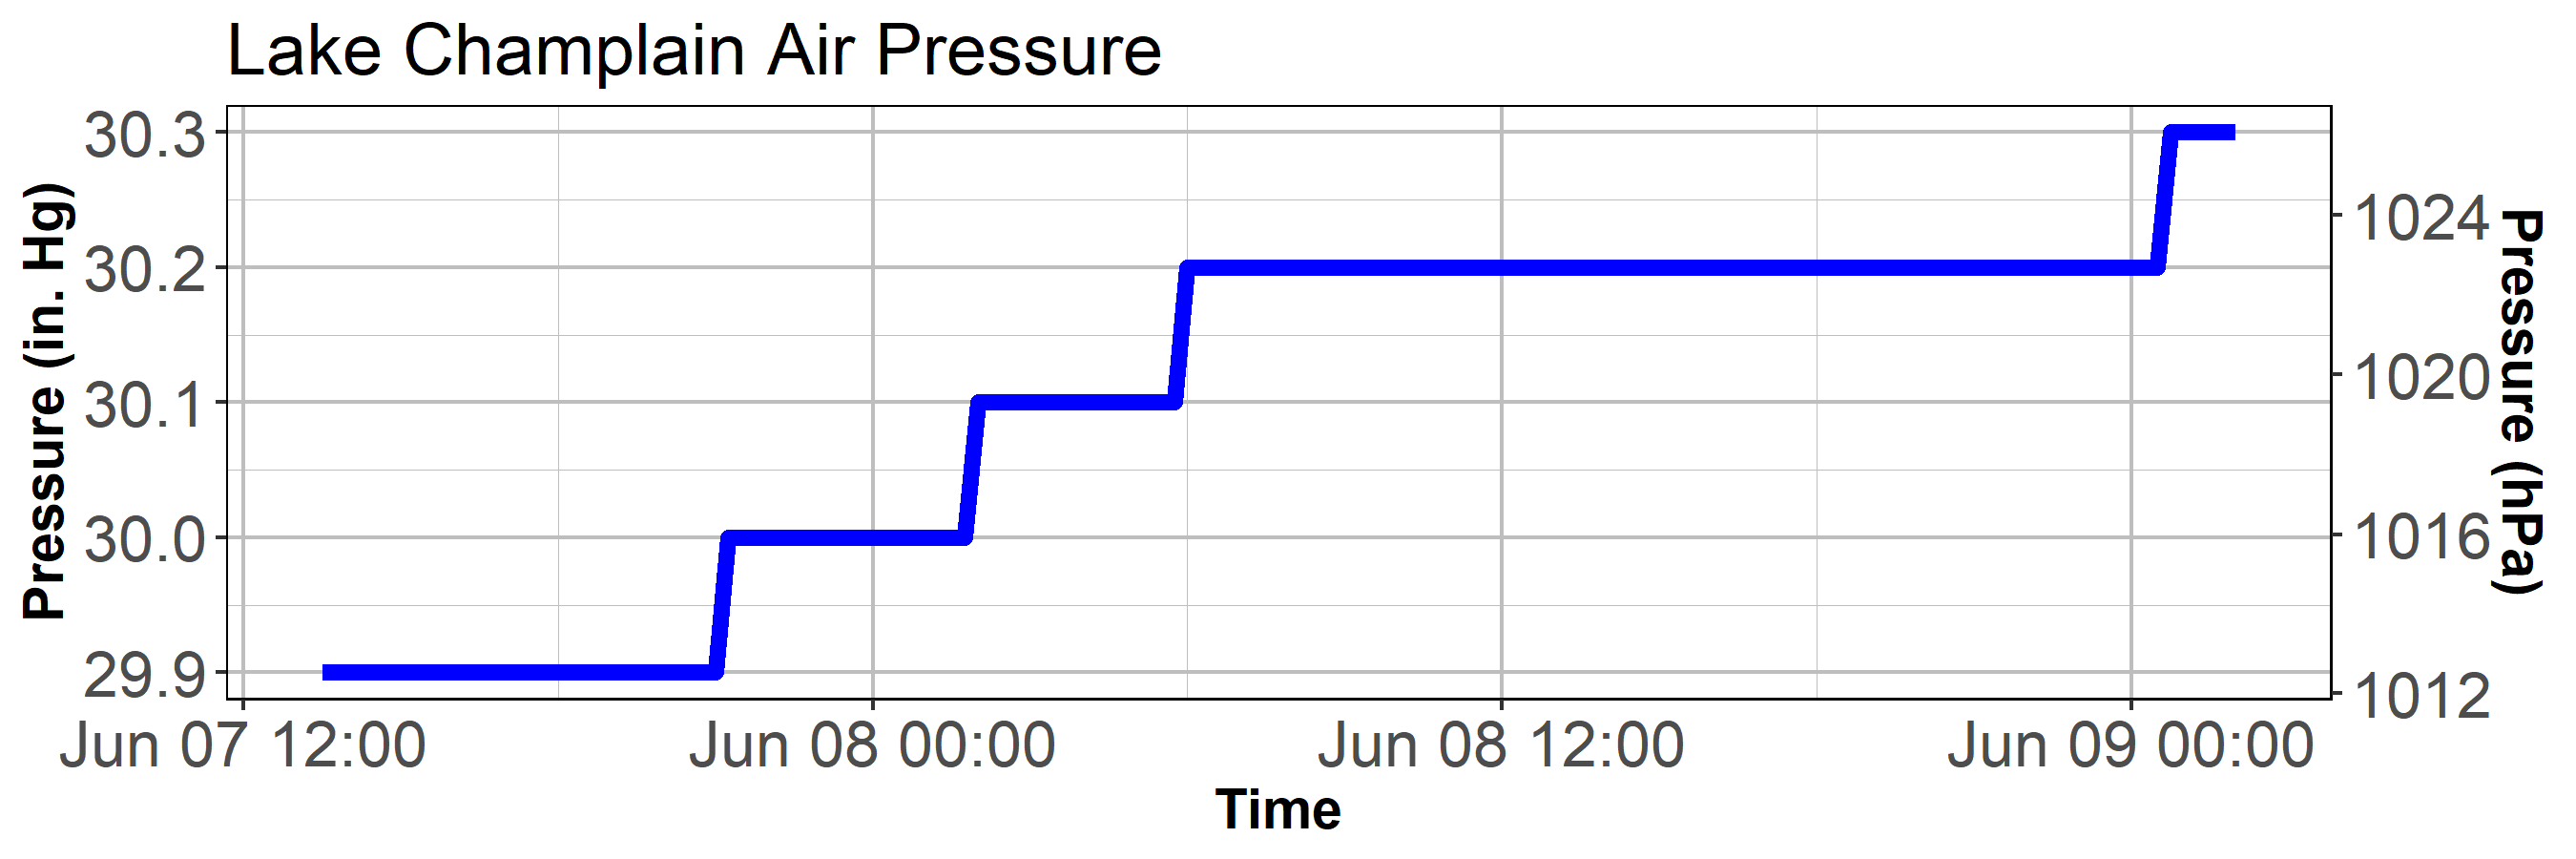 Lake Champlain Air Pressure
30.3
30.2
30.1
30.0
29.9
Pressure (in. Hg)
1024
1020
1016
1012
Pressure (hPa)
Jun 07 12:00
Jun 08 00:00
Jun 08 12:00
Jun 09 00:00
Time